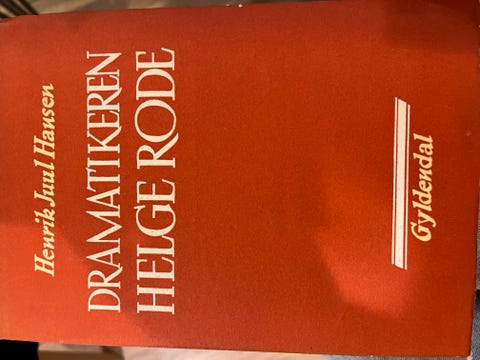 Henrik Juul Hansen
DRAMATIKEREN
HELGE RODE
Gyldendal